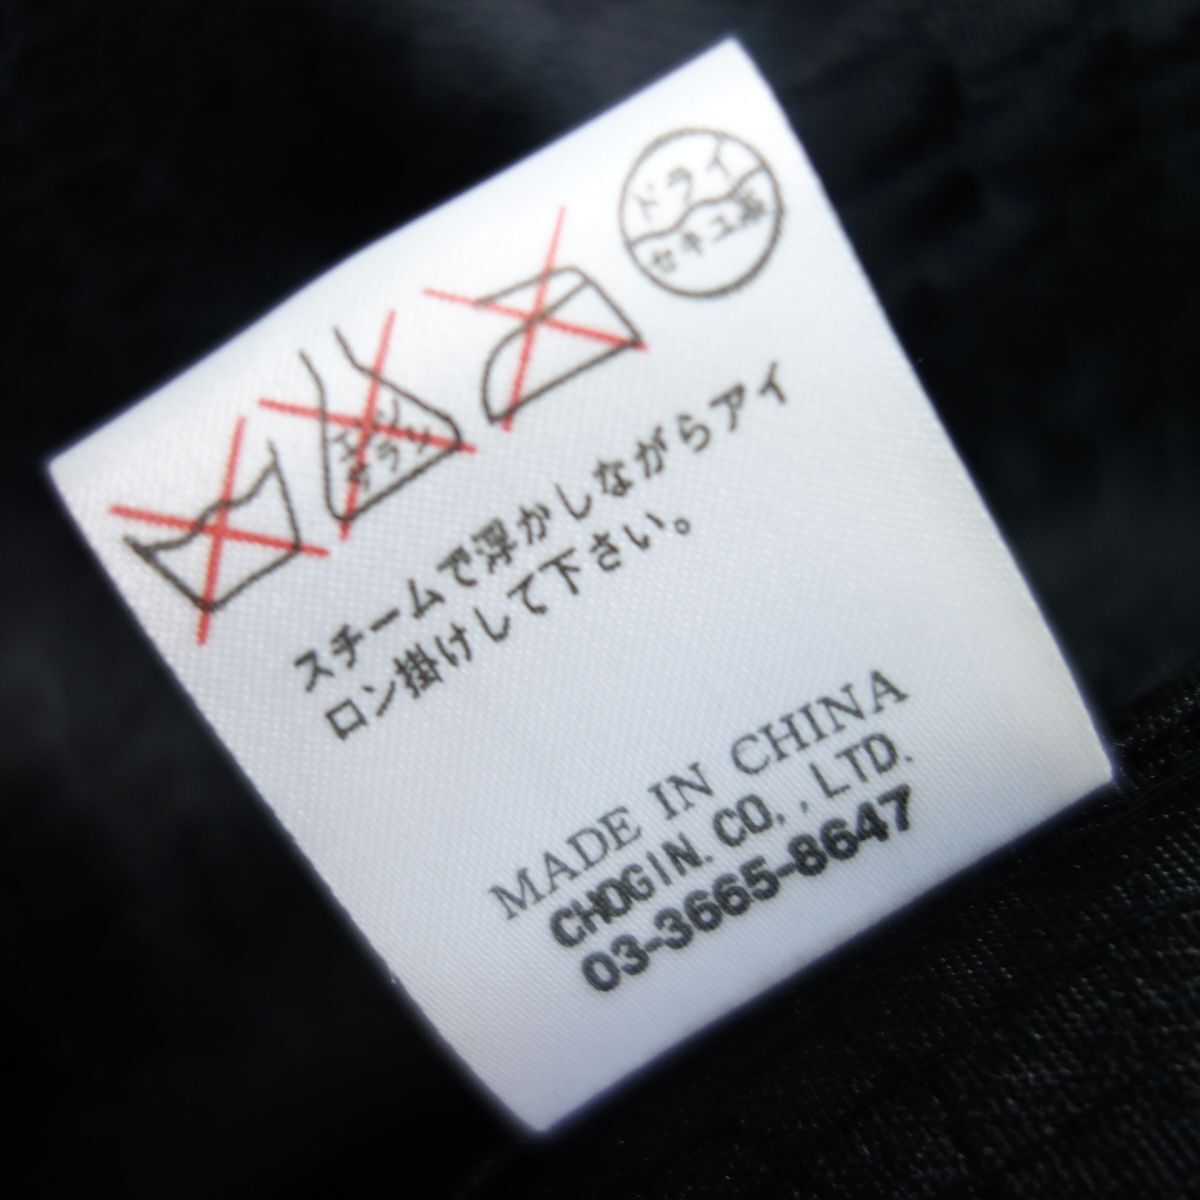 エン
サラシ
ドライ
セキユ系
スチームで浮かしながらアイ
ロン掛けして下さい。
MADE IN CHINA
CHOGIN. CO. , LTD.
03-3665-8647